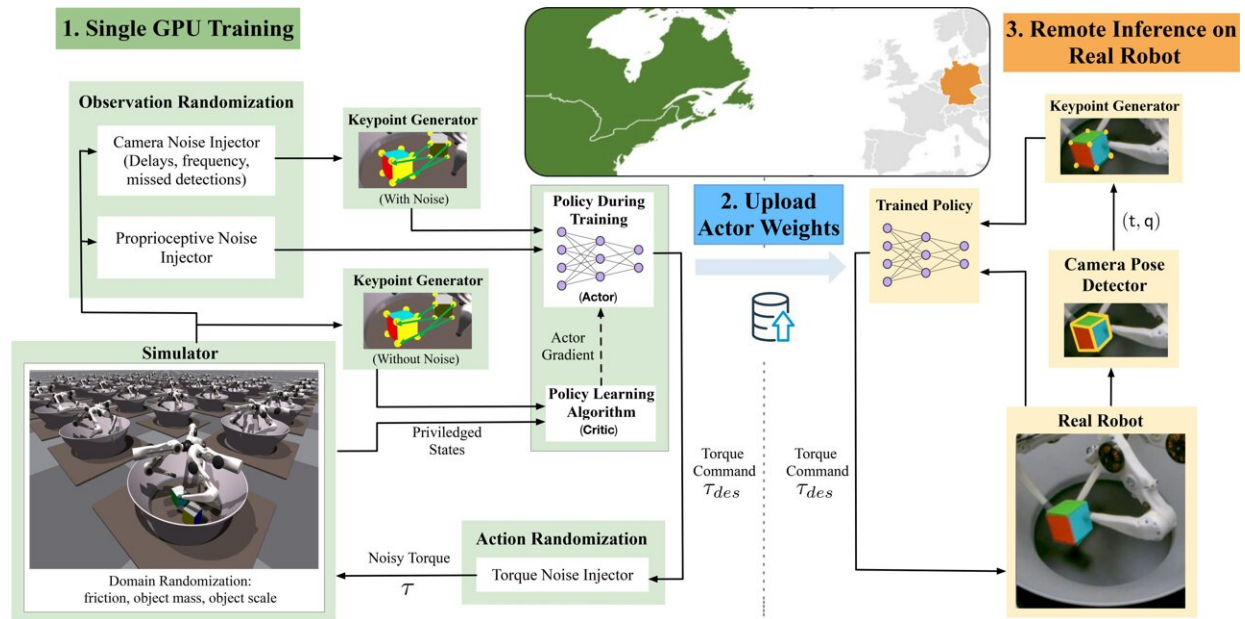 1. Single GPU Training
Observation Randomization
Camera Noise Injector
(Delays, frequency,
missed detections)
Proprioceptive Noise
Injector
Keypoint Generator
(With Noise)
Keypoint Generator
(Without Noise)
Simulator
Domain Randomization:
friction, object mass, object scale
Policy During
Training
(Actor)
Actor
Gradient
Policy Learning
Algorithm
(Critic)
Priviledged
States
Torque
Command
τdes
Action Randomization
Torque Noise Injector
Noisy Torque
τ
2. Upload
Actor Weights
3. Remote Inference on
Real Robot
Keypoint Generator
(t, q)
Camera Pose
Detector
Trained Policy
Torque
Command
τdes
Real Robot